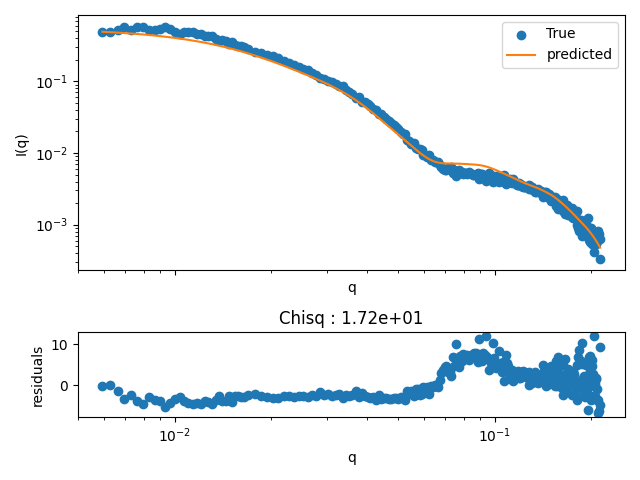 True
predicted
10⁻¹
10⁻²
10⁻³
I(q)
q
Chisq : 1.72e+01
10
0
residuals
10⁻²
10⁻¹
q